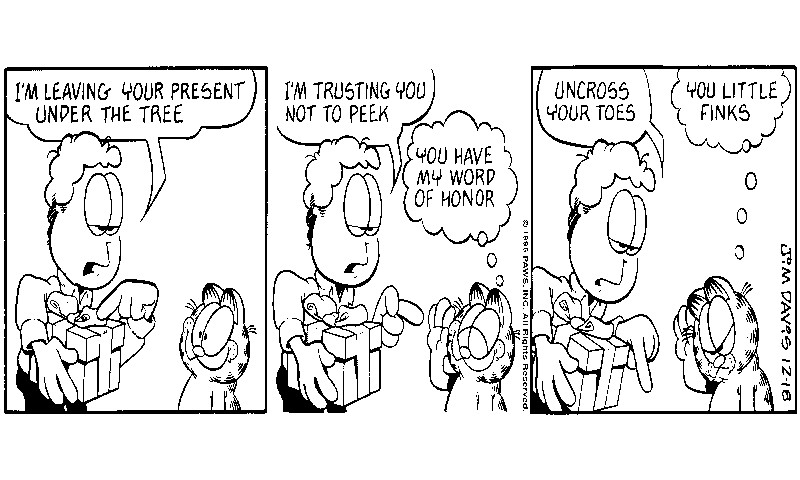 I'M LEAVING YOUR PRESENT
UNDER THE TREE
I'M TRUSTING YOU
NOT TO PEEK
YOU HAVE
MY WORD
OF HONOR
© 1995 PAWS, INC. All Rights Reserved.
UNCROSS
YOUR TOES
YOU LITTLE
FINKS
JIM DAVIS 12-18